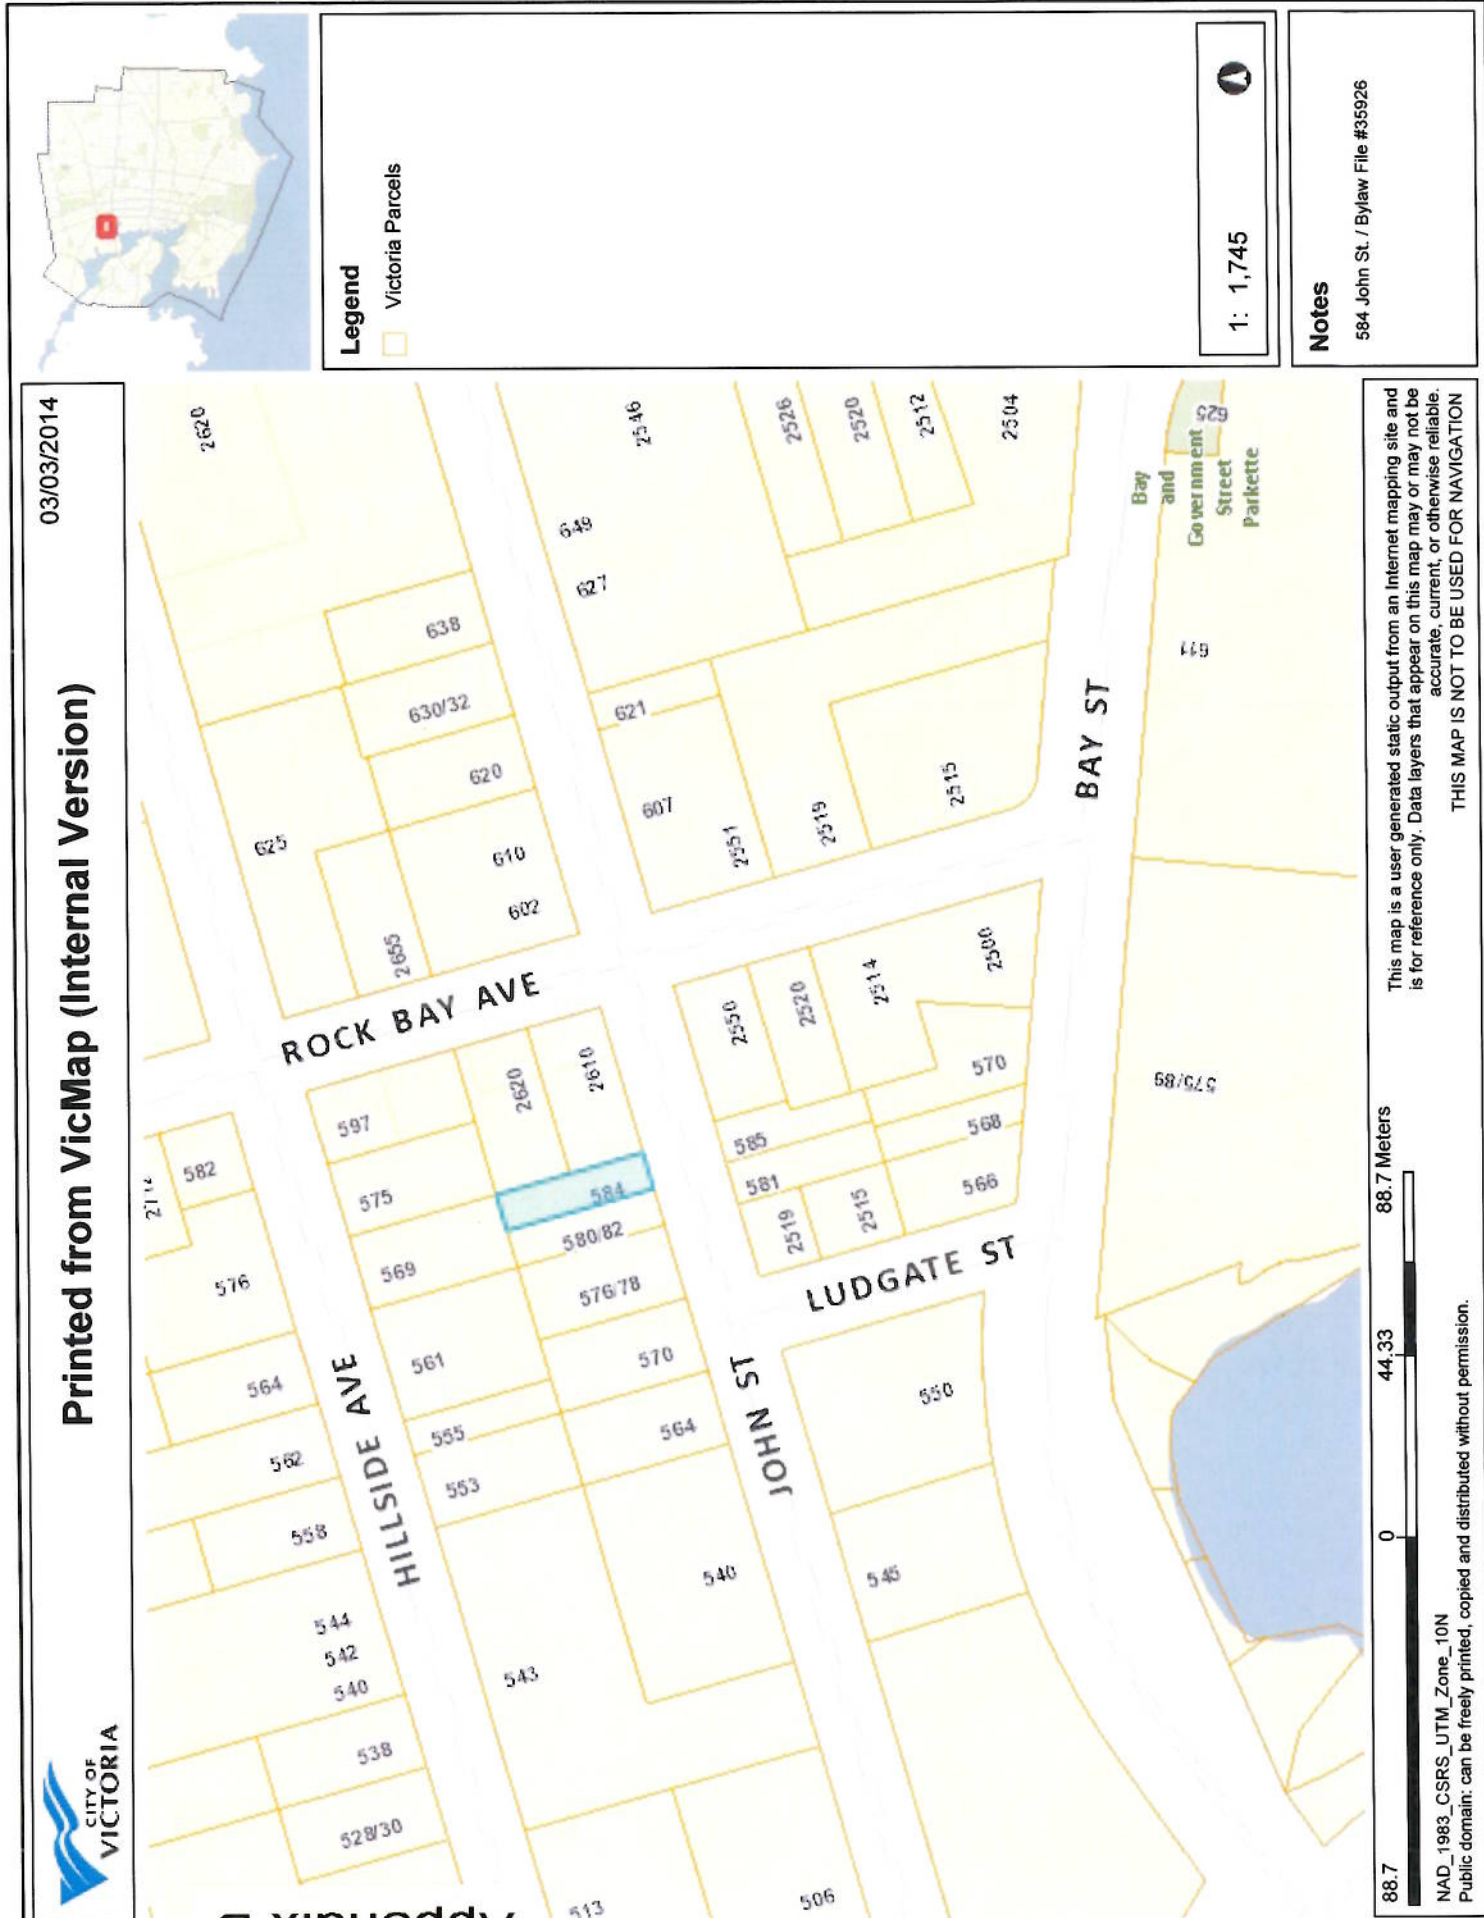 CITY OF
VICTORIA
Printed from VicMap (Internal Version)
03/03/2014
Legend
Victoria Parcels
1: 1,745
Notes
584 John St. / Bylaw File #35926
HILLSIDE AVE
ROCK BAY AVE
JOHN ST
LUDGATE ST
BAY ST
Bay
and
Government
Street
Parkette
625
528/30
538
540
542
544
558
562
564
576
582
2620
625
638
630/32
620
610
602
2655
597
575
569
561
555
553
543
513
2620
2610
584
580/82
576/78
570
564
540
506
649
627
2546
621
607
2551
2519
2515
2526
2520
2512
2504
2550
2520
2514
2500
585
581
2519
2515
570
568
566
550
545
611
575/89
88.7
0
44.33
88.7 Meters
NAD_1983_CSRS_UTM_Zone_10N
Public domain: can be freely printed, copied and distributed without permission.
This map is a user generated static output from an Internet mapping site and
is for reference only. Data layers that appear on this map may or may not be
accurate, current, or otherwise reliable.
THIS MAP IS NOT TO BE USED FOR NAVIGATION